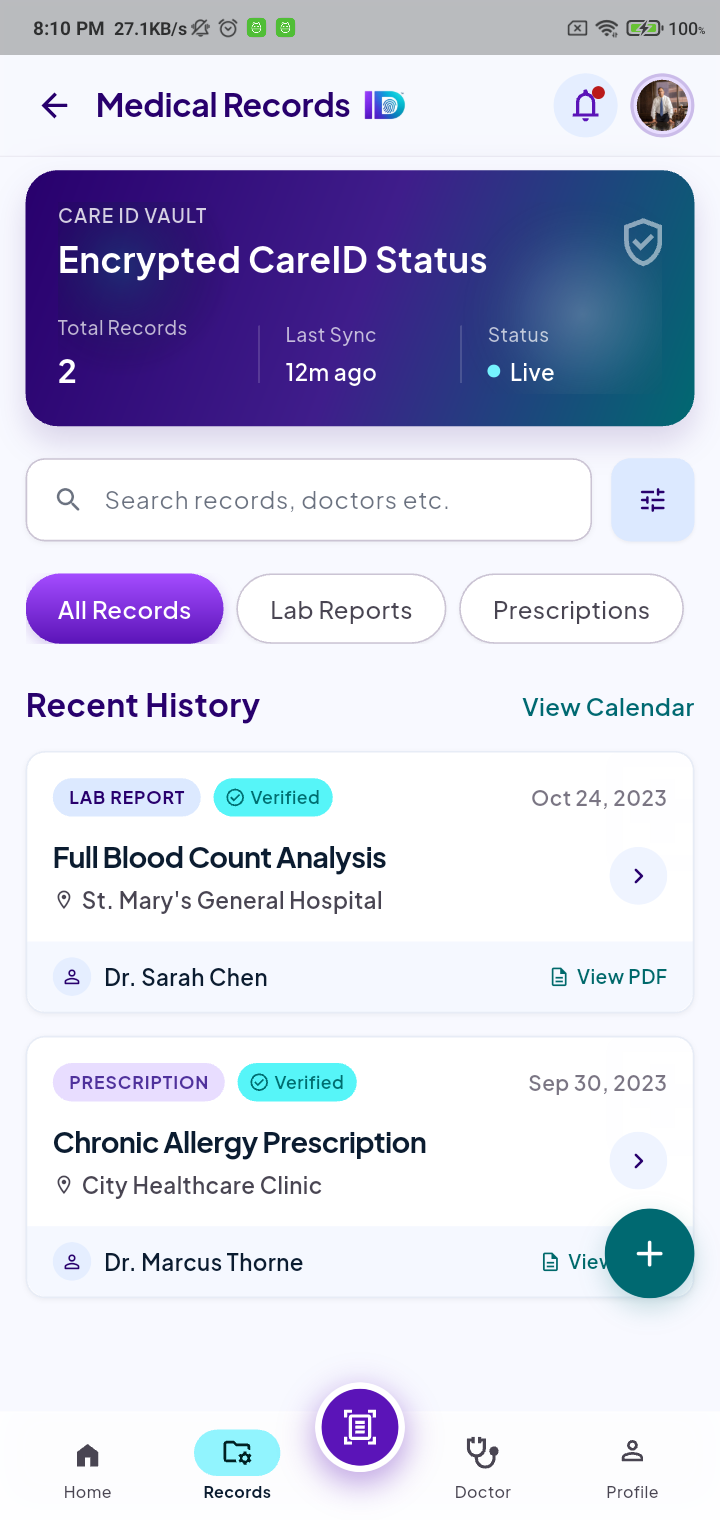 8:10 PM 27.1KB/s 100%
Medical Records ID
CARE ID VAULT
Encrypted CareID Status
Total Records
2
Last Sync
12m ago
Status
Live
Search records, doctors etc.
All Records
Lab Reports
Prescriptions
Recent History
View Calendar
LAB REPORT
Verified
Oct 24, 2023
Full Blood Count Analysis
St. Mary's General Hospital
Dr. Sarah Chen
View PDF
PRESCRIPTION
Verified
Sep 30, 2023
Chronic Allergy Prescription
City Healthcare Clinic
Dr. Marcus Thorne
View
Home
Records
Doctor
Profile